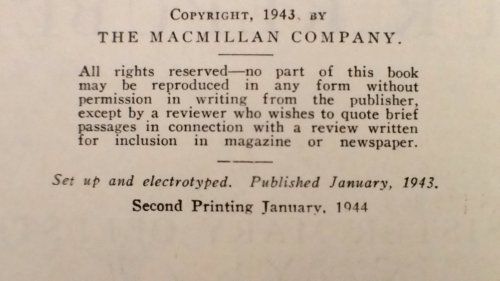 Copyright, 1943, by
THE MACMILLAN COMPANY.
All rights reserved—no part of this book
may be reproduced in any form without
permission in writing from the publisher,
except by a reviewer who wishes to quote brief
passages in connection with a review written
for inclusion in magazine or newspaper.
Set up and electrotyped. Published January, 1943.
Second Printing January, 1944